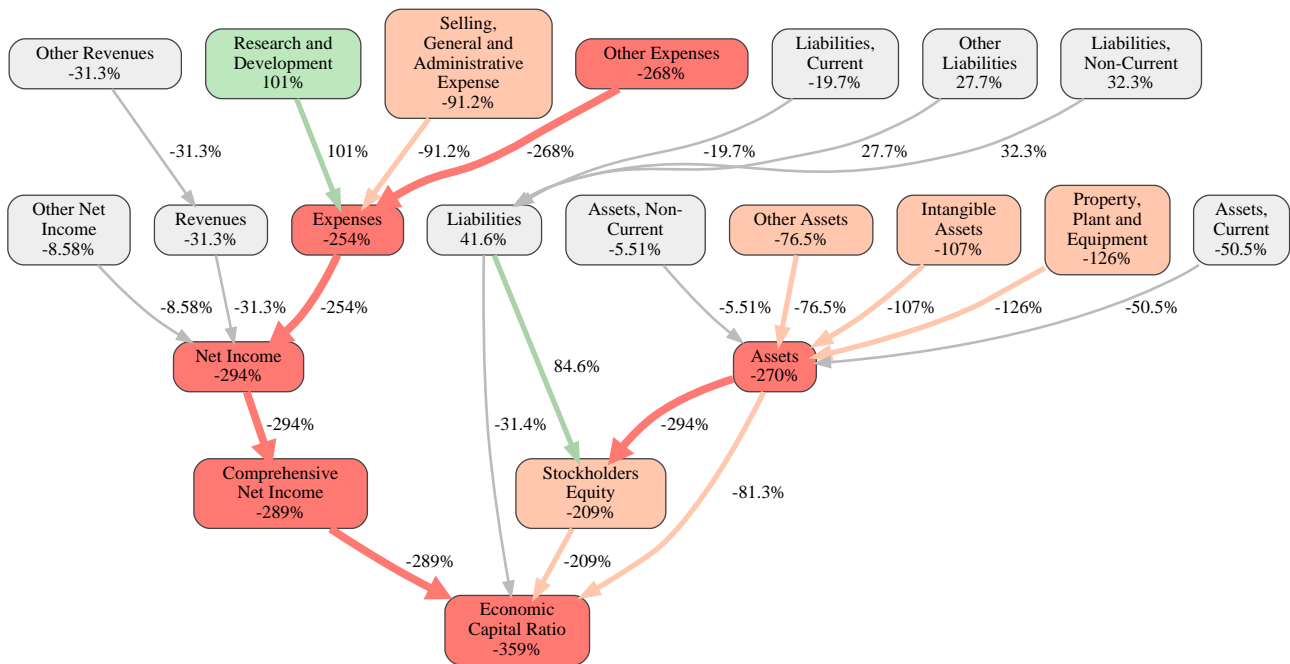 Other Revenues
-31.3%
Research and
Development
101%
Selling,
General and
Administrative
Expense
-91.2%
Other Expenses
-268%
Liabilities,
Current
-19.7%
Other
Liabilities
27.7%
Liabilities,
Non-Current
32.3%
-31.3%
101%
-91.2%
-268%
-19.7%
27.7%
32.3%
Other Net
Income
-8.58%
Revenues
-31.3%
Expenses
-254%
Liabilities
41.6%
Assets, Non-
Current
-5.51%
Other Assets
-76.5%
Intangible
Assets
-107%
Property,
Plant and
Equipment
-126%
Assets,
Current
-50.5%
-8.58%
-31.3%
-254%
-5.51%
-76.5%
-107%
-126%
-50.5%
Net Income
-294%
84.6%
Assets
-270%
-294%
-31.4%
-294%
Comprehensive
Net Income
-289%
Stockholders
Equity
-209%
-81.3%
-289%
-209%
Economic
Capital Ratio
-359%